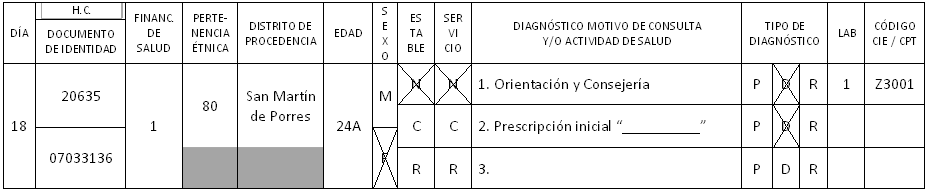 H.C.
DÍA DOCUMENTO DE IDENTIDAD FINANC. DE SALUD PERTE-NENCIA ÉTNICA DISTRITO DE PROCEDENCIA EDAD SEXO ESTABLE SERVICIO DIAGNÓSTICO MOTIVO DE CONSULTA Y/O ACTIVIDAD DE SALUD TIPO DE DIAGNÓSTICO LAB CÓDIGO CIE / CPT
18 20635 1 80 San Martín de Porres 24A M N N 1. Orientación y Consejería P D R 1 Z3001
C C 2. Prescripción inicial “___________” P D R
07033136 F R R 3. P D R